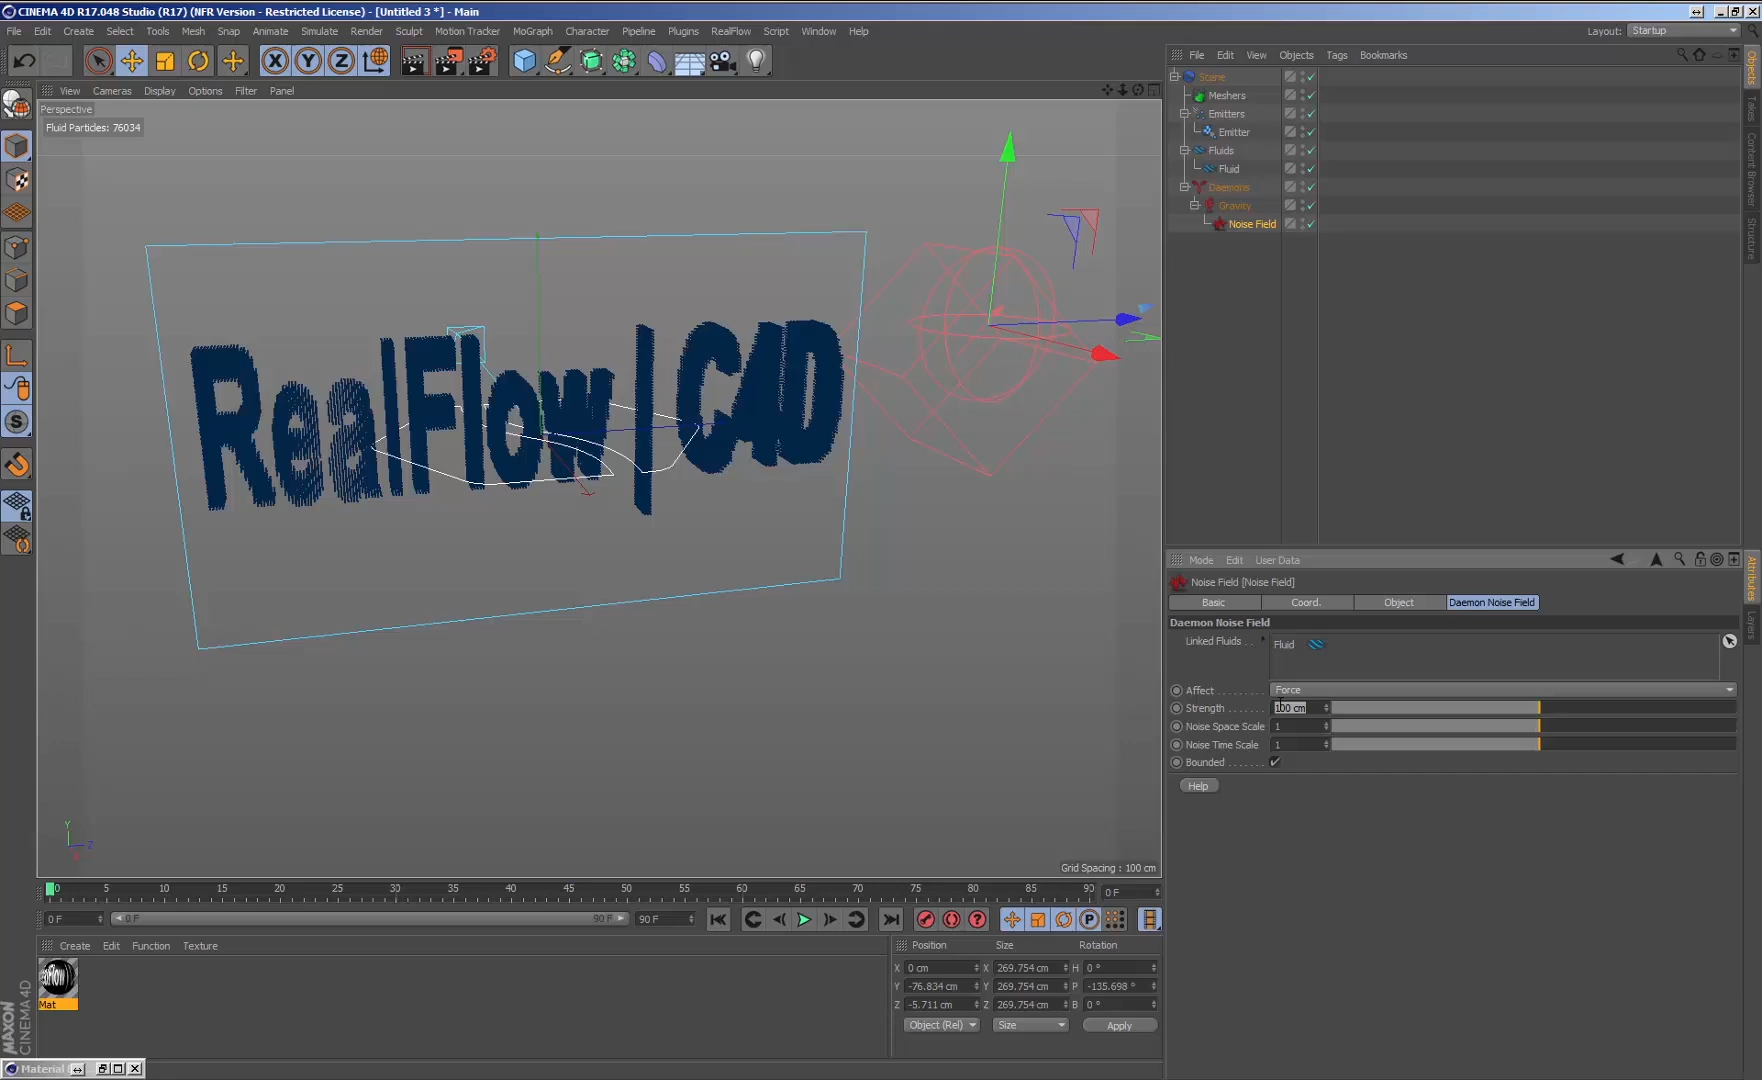 CINEMA 4D R17.048 Studio (R17) (NFR Version - Restricted License) - [Untitled 3 *] - Main
File Edit Create Select Tools Mesh Snap Animate Simulate Render Sculpt Motion Tracker MoGraph Character Pipeline Plugins RealFlow Script Window Help
Layout: Startup
View Cameras Display Options Filter Panel
Perspective
Fluid Particles: 76034
RealFlow | C4D
Y
Z
X
Grid Spacing : 100 cm
0 5 10 15 20 25 30 35 40 45 50 55 60 65 70 75 80 85 90 0 F
0 F 0 F 90 F 90 F
Create Edit Function Texture
Mat
MAXON
CINEMA 4D
Material
Position Size Rotation
X 0 cm X 269.754 cm H 0 °
Y -76.834 cm Y 269.754 cm P -135.698 °
Z -5.711 cm Z 269.754 cm B 0 °
Object (Rel) Size Apply
File Edit View Objects Tags Bookmarks
Scene
Meshers
Emitters
Emitter
Fluids
Fluid
Daemons
Gravity
Noise Field
Objects
Takes
Content Browser
Structure
Mode Edit User Data
Noise Field [Noise Field]
Basic Coord. Object Daemon Noise Field
Daemon Noise Field
Linked Fluids . . Fluid
Affect . . . . . . . . . Force
Strength . . . . . . . 100 cm
Noise Space Scale 1
Noise Time Scale 1
Bounded . . . . . . .
Help
Attributes
Layers